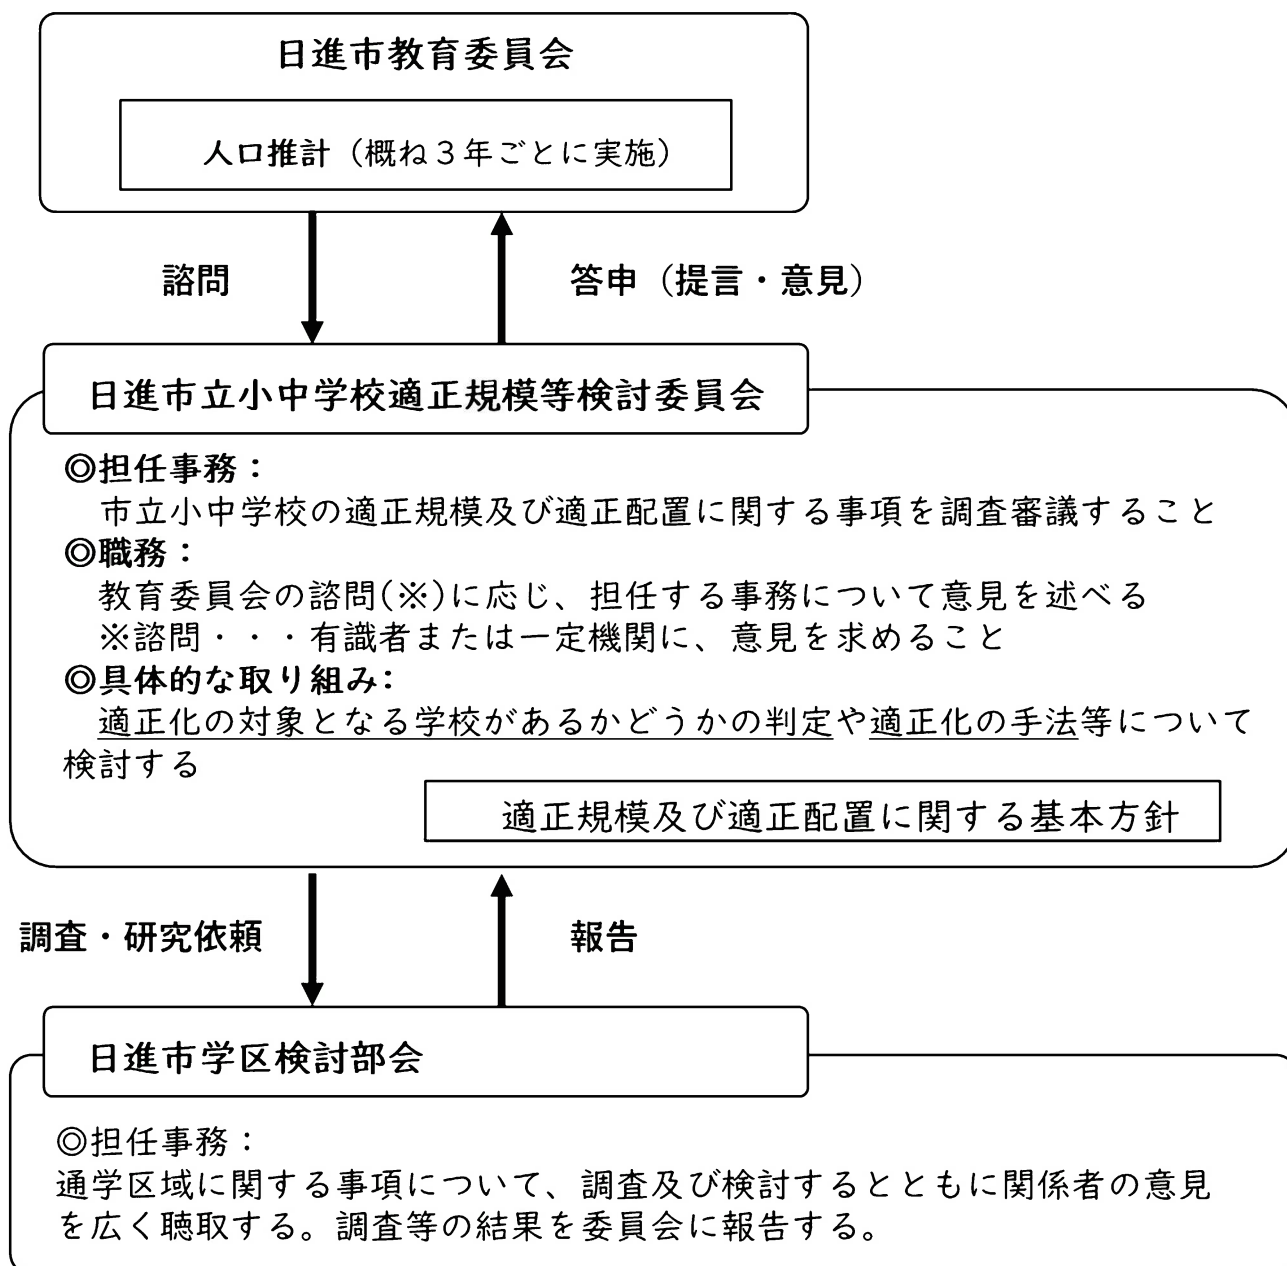 日進市教育委員会
人口推計（概ね３年ごとに実施）
諮問
答申（提言・意見）
日進市立小中学校適正規模等検討委員会
◎担任事務：
市立小中学校の適正規模及び適正配置に関する事項を調査審議すること
◎職務：
教育委員会の諮問(※)に応じ、担任する事務について意見を述べる
※諮問・・・有識者または一定機関に、意見を求めること
◎具体的な取り組み:
適正化の対象となる学校があるかどうかの判定や適正化の手法等について
検討する
適正規模及び適正配置に関する基本方針
調査・研究依頼
報告
日進市学区検討部会
◎担任事務：
通学区域に関する事項について、調査及び検討するとともに関係者の意見
を広く聴取する。調査等の結果を委員会に報告する。